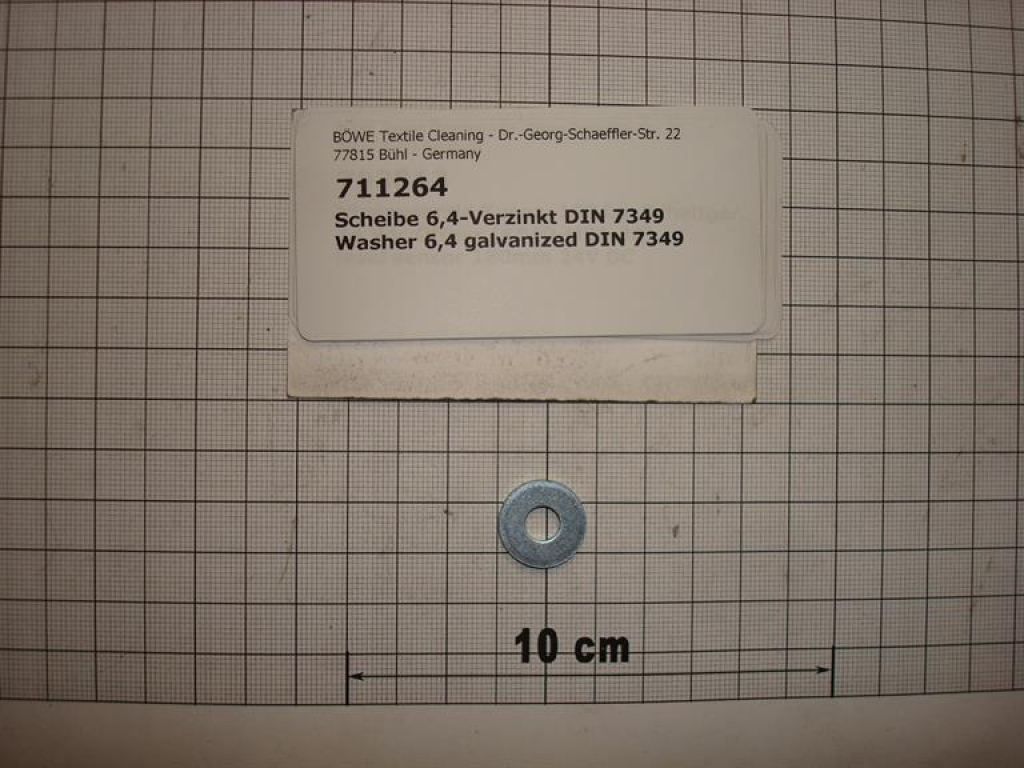 BÖWE Textile Cleaning - Dr.-Georg-Schaeffler-Str. 22
77815 Bühl - Germany
711264
Scheibe 6,4-Verzinkt DIN 7349
Washer 6,4 galvanized DIN 7349
10 cm